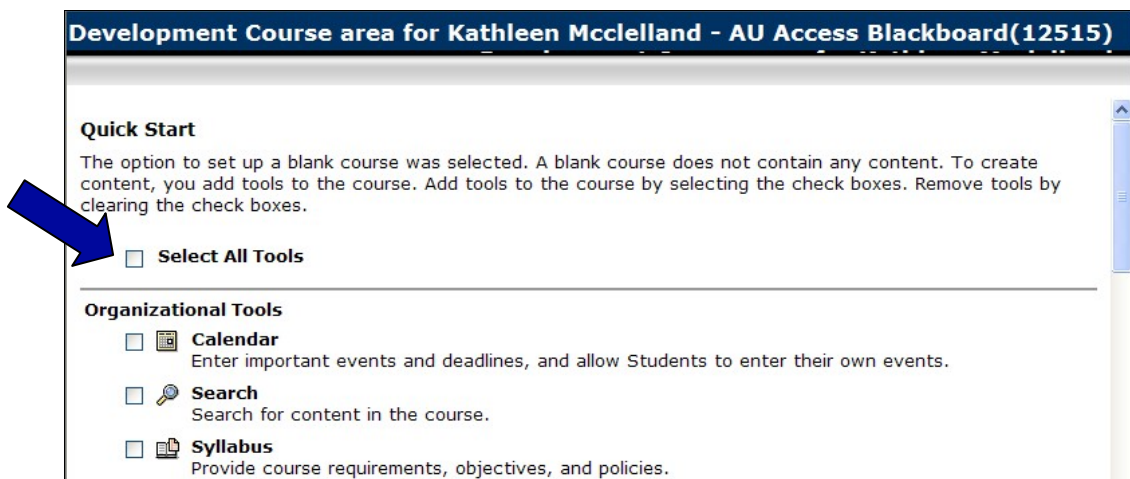 Development Course area for Kathleen Mcclelland - AU Access Blackboard(12515)
Quick Start
The option to set up a blank course was selected. A blank course does not contain any content. To create
content, you add tools to the course. Add tools to the course by selecting the check boxes. Remove tools by
clearing the check boxes.
Select All Tools
Organizational Tools
Calendar
Enter important events and deadlines, and allow Students to enter their own events.
Search
Search for content in the course.
Syllabus
Provide course requirements, objectives, and policies.